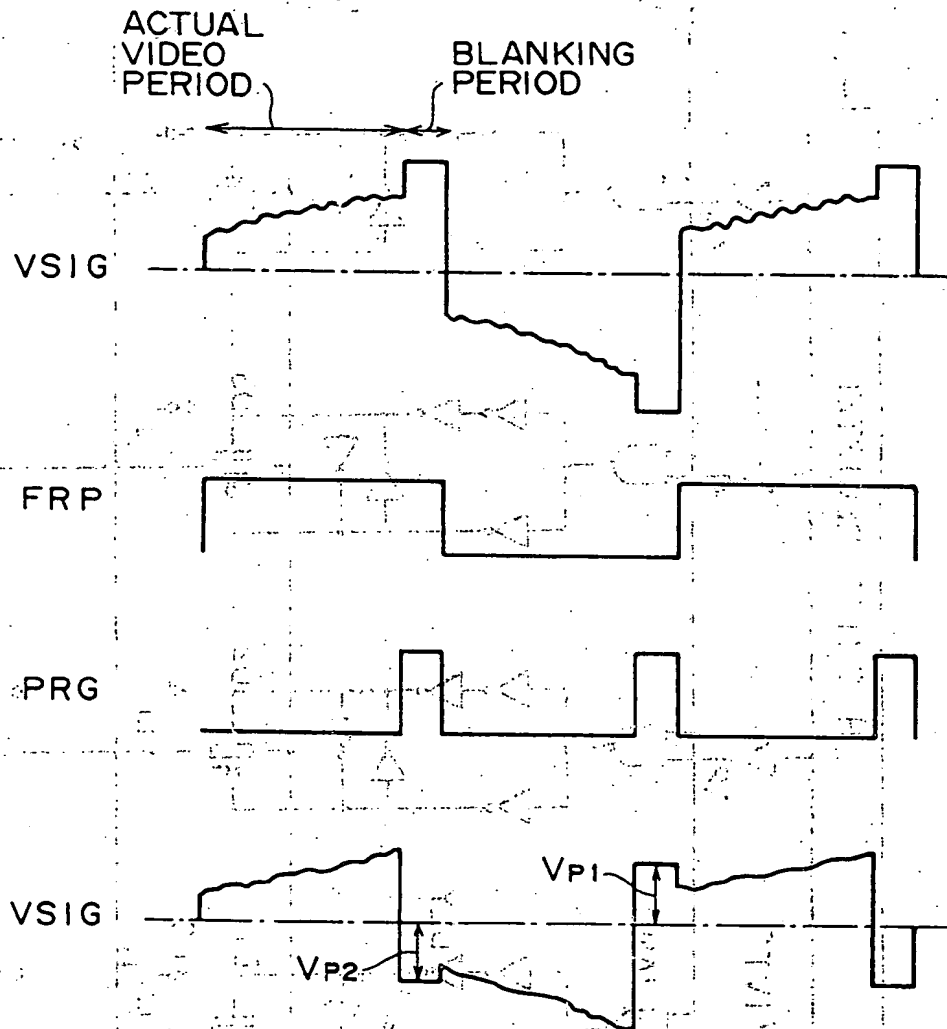 ACTUAL
VIDEO
PERIOD
BLANKING
PERIOD
VSIG
FRP
PRG
VSIG
VP1
VP2